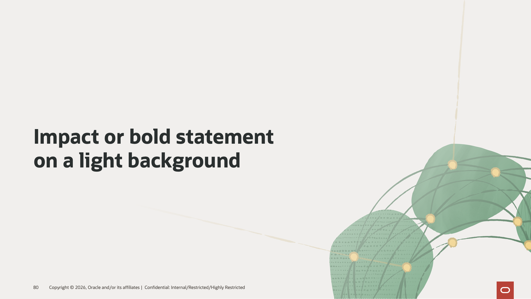 Impact or bold statement
on a light background
80 Copyright © 2026, Oracle and/or its affiliates | Confidential: Internal/Restricted/Highly Restricted